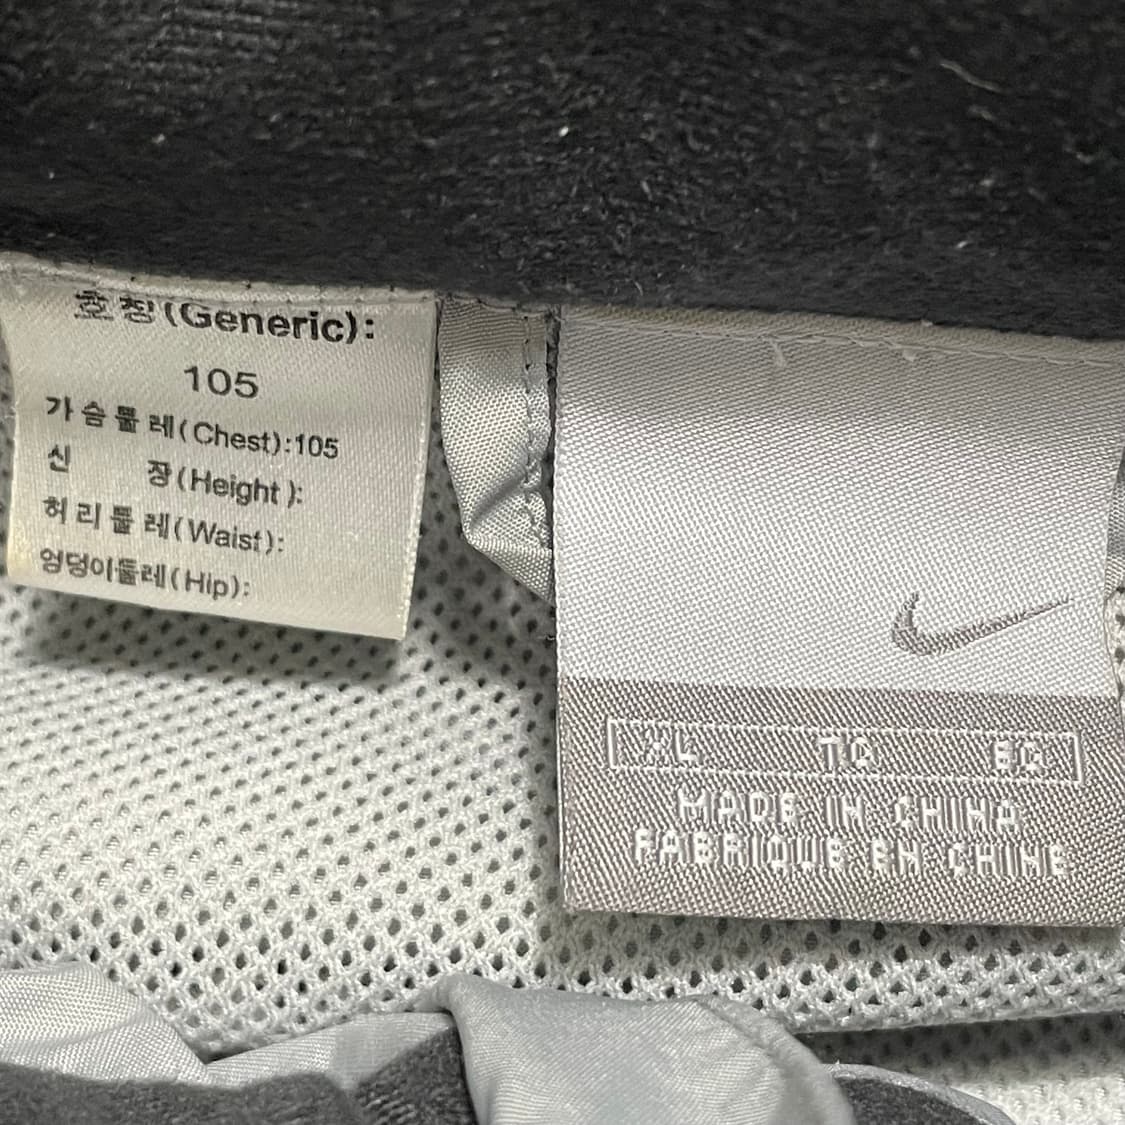 호칭(Generic):
105
가슴둘레(Chest):105
신 장(Height):
허리둘레(Waist):
엉덩이둘레(Hip):
XL TG EG
MADE IN CHINA
FABRIQUE EN CHINE